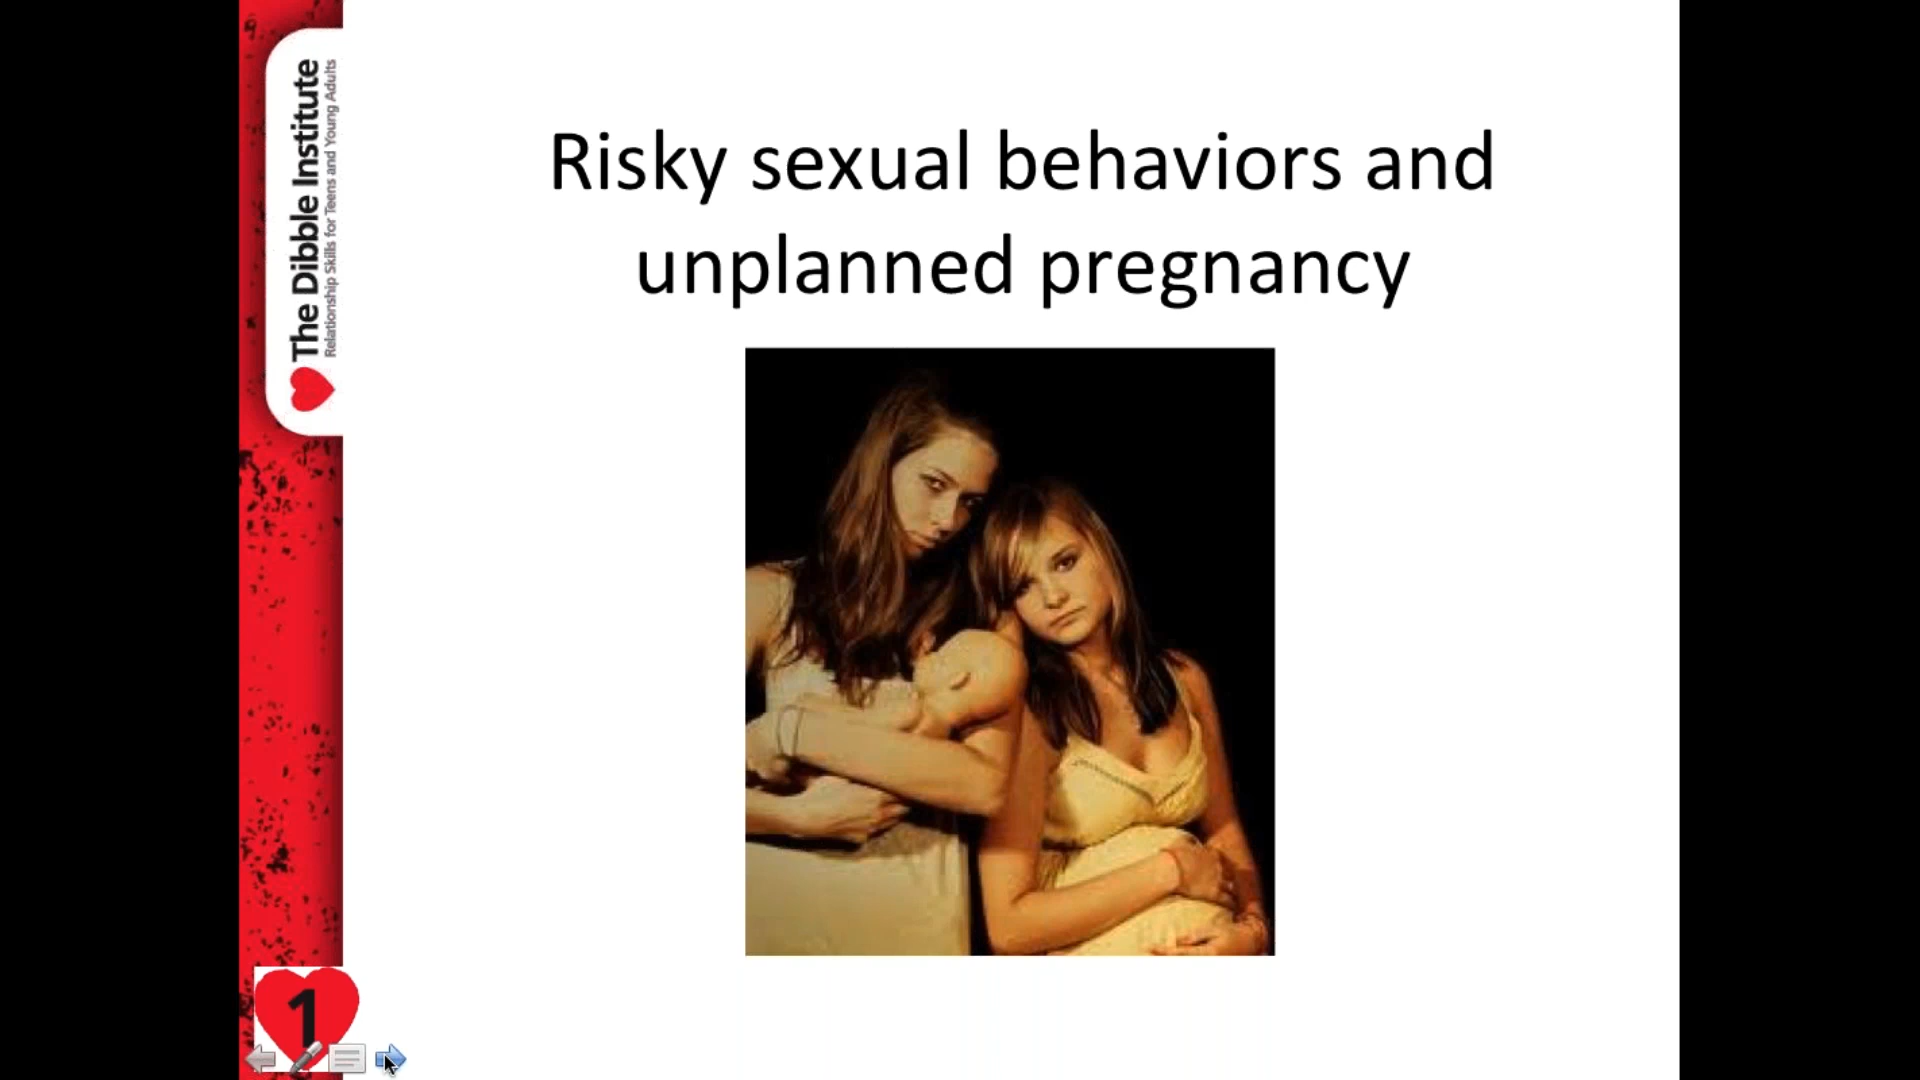 The Dibble Institute
Relationship Skills for Teens and Young Adults
Risky sexual behaviors and
unplanned pregnancy
1